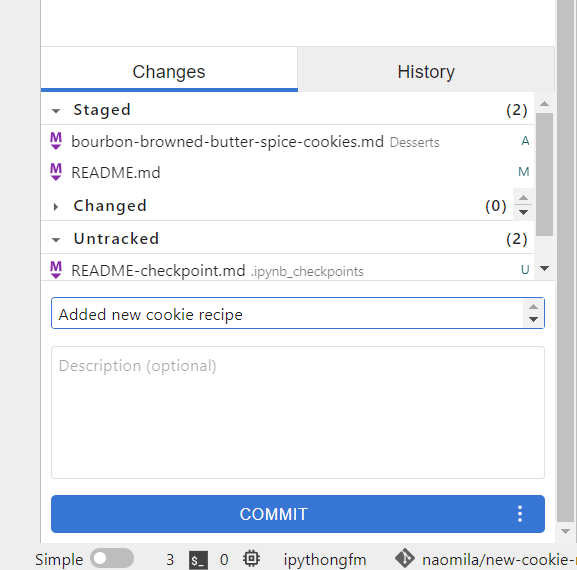 Changes History
Staged (2)
bourbon-browned-butter-spice-cookies.md Desserts A
README.md M
Changed (0)
Untracked (2)
README-checkpoint.md .ipynb_checkpoints U
Added new cookie recipe
Description (optional)
COMMIT
Simple 3 $_ 0 ipythongfm naomila/new-cookie-